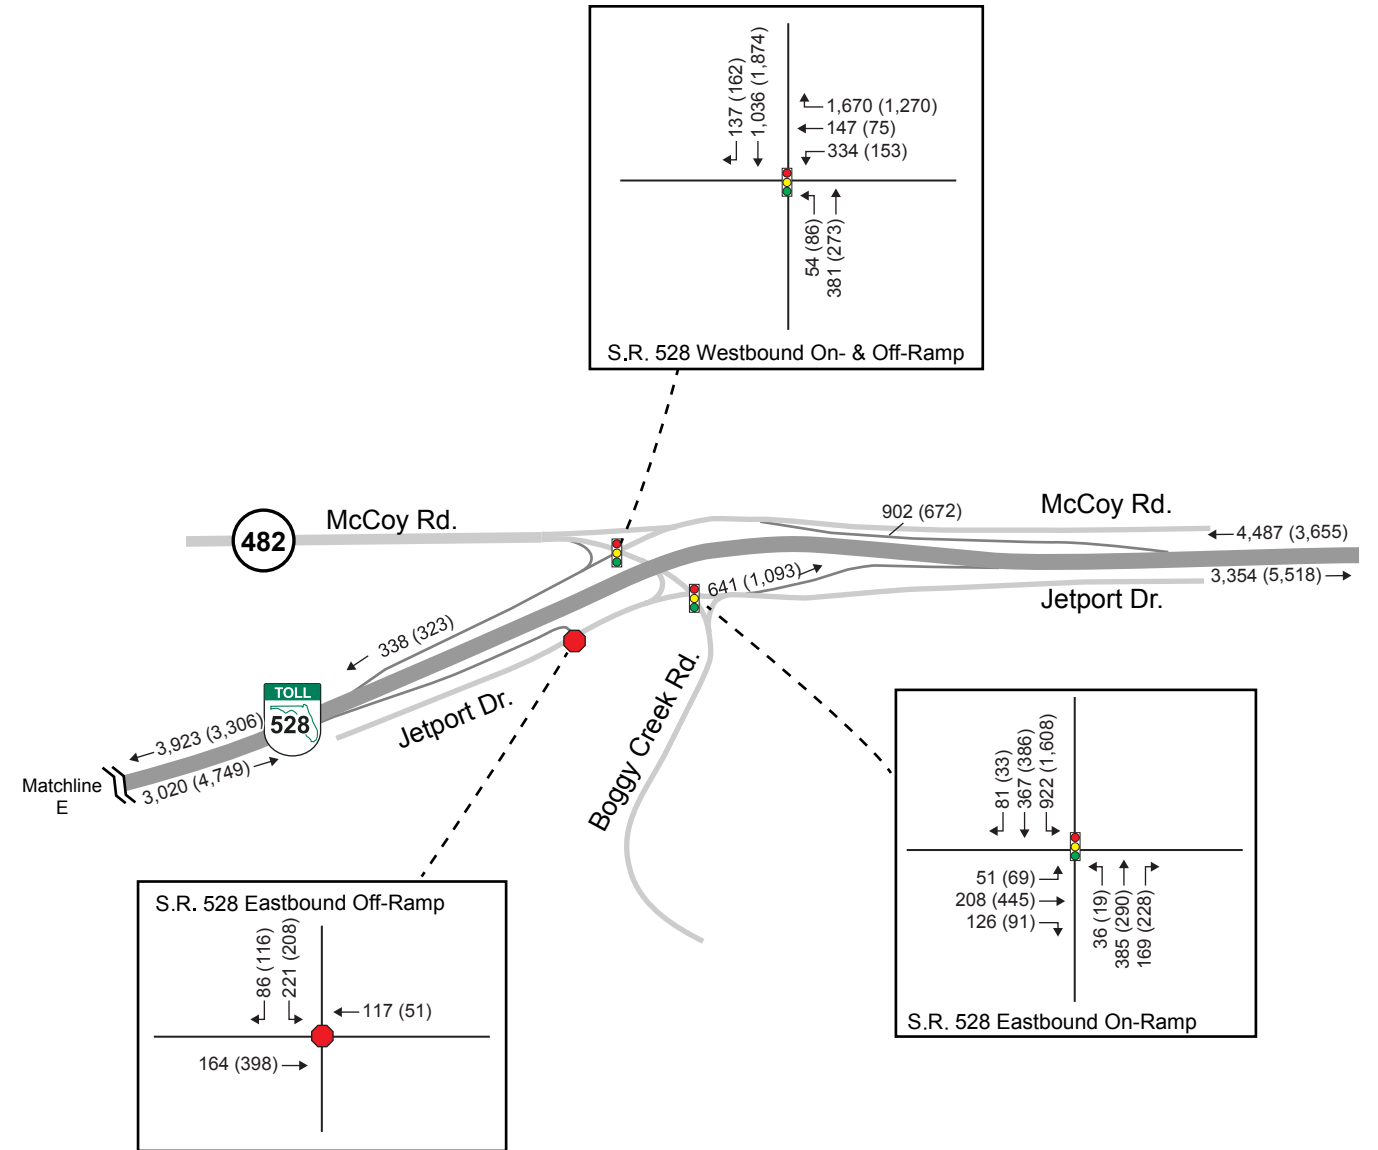 137 (162)
1,036 (1,874)
1,670 (1,270)
147 (75)
334 (153)
54 (86)
381 (273)
S.R. 528 Westbound On- & Off-Ramp
McCoy Rd.
482
902 (672)
McCoy Rd.
4,487 (3,655)
3,354 (5,518)
641 (1,093)
Jetport Dr.
338 (323)
TOLL
528
Jetport Dr.
Boggy Creek Rd.
3,923 (3,306)
3,020 (4,749)
Matchline
E
81 (33)
367 (386)
922 (1,608)
51 (69)
208 (445)
126 (91)
36 (19)
385 (290)
169 (228)
S.R. 528 Eastbound On-Ramp
S.R. 528 Eastbound Off-Ramp
86 (116)
221 (208)
117 (51)
164 (398)